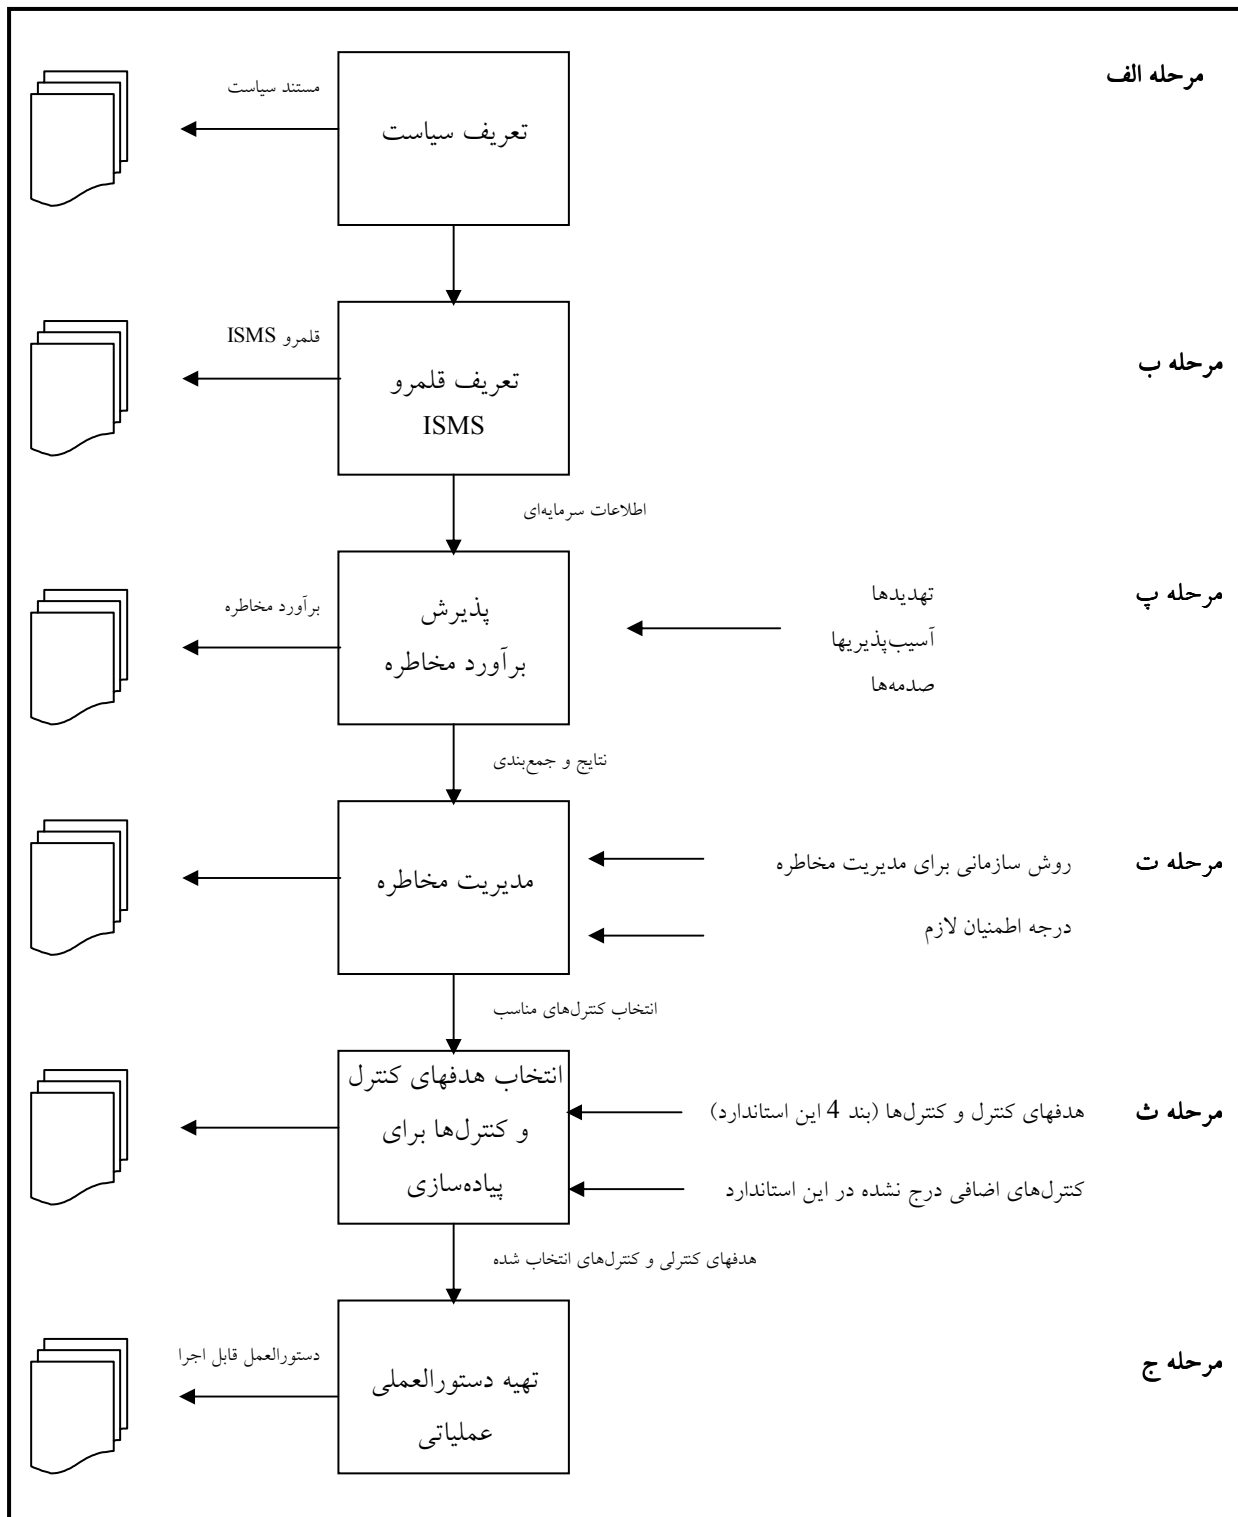 مرحله الف
تعریف سیاست
مستند سیاست
مرحله ب
تعریف قلمرو
ISMS
قلمرو ISMS
اطلاعات سرمایه‌ای
مرحله پ
تهدیدها
آسیب‌پذیریها
صدمه‌ها
پذیرش
برآورد مخاطره
برآورد مخاطره
نتایج و جمع‌بندی
مرحله ت
روش سازمانی برای مدیریت مخاطره
درجه اطمنیان لازم
مدیریت مخاطره
انتخاب کنترل‌های مناسب
مرحله ث
هدفهای کنترل و کنترل‌ها (بند 4 این استاندارد)
کنترل‌های اضافی درج نشده در این استاندارد
انتخاب هدفهای کنترل
و کنترل‌ها برای
پیاده‌سازی
هدفهای کنترلی و کنترل‌های انتخاب شده
مرحله ج
تهیه دستورالعملی
عملیاتی
دستورالعمل قابل اجرا